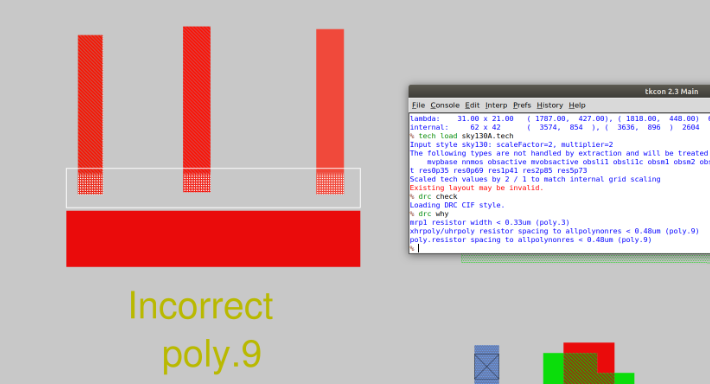 Incorrect
poly.9
tkcon 2.3 Main
File Console Edit Interp Prefs History Help
lambda: 31.00 x 21.00 ( 1787.00, 427.00), ( 1818.00, 448.00)
internal: 62 x 42 ( 3574, 854 ), ( 3636, 896 ) 2604
% tech load sky130A.tech
Input style sky130: scaleFactor=2, multiplier=2
The following types are not handled by extraction and will be treated
mvpbase nnmos obsactive mvobsactive obsli1 obsli1c obsm1 obsm2 obs
t res0p35 res0p69 res1p41 res2p85 res5p73
Scaled tech values by 2 / 1 to match internal grid scaling
Existing layout may be invalid.
% drc check
Loading DRC CIF style.
% drc why
mrp1 resistor width < 0.33um (poly.3)
xhrpoly/uhrpoly resistor spacing to allpolynonres < 0.48um (poly.9)
poly.resistor spacing to allpolynonres < 0.48um (poly.9)
%